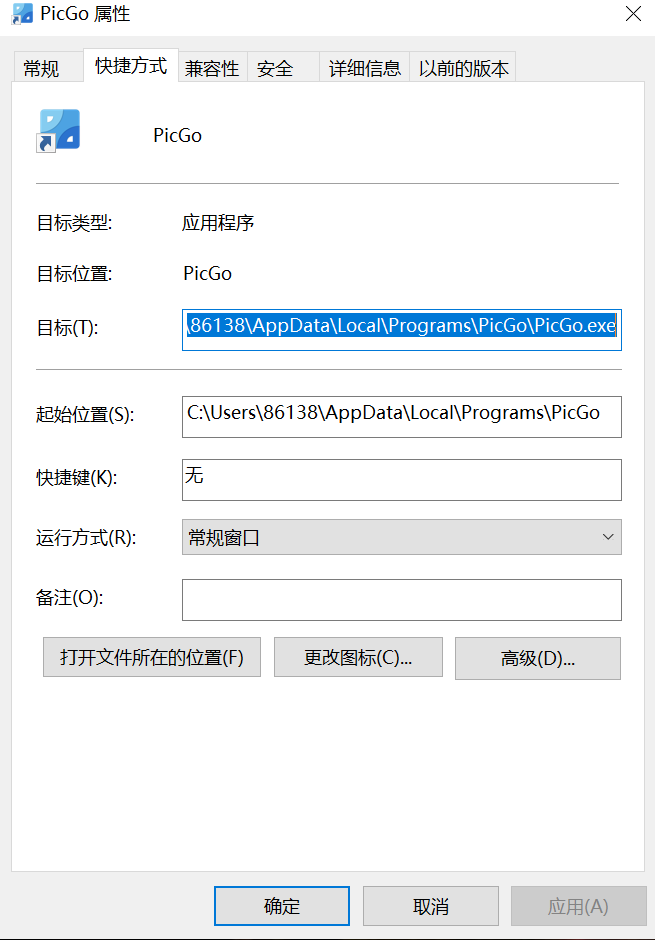 PicGo 属性
常规 快捷方式 兼容性 安全 详细信息 以前的版本
PicGo
目标类型: 应用程序
目标位置: PicGo
目标(T): \86138\AppData\Local\Programs\PicGo\PicGo.exe
起始位置(S): C:\Users\86138\AppData\Local\Programs\PicGo
快捷键(K): 无
运行方式(R): 常规窗口
备注(O):
打开文件所在的位置(F) 更改图标(C)... 高级(D)...
确定 取消 应用(A)